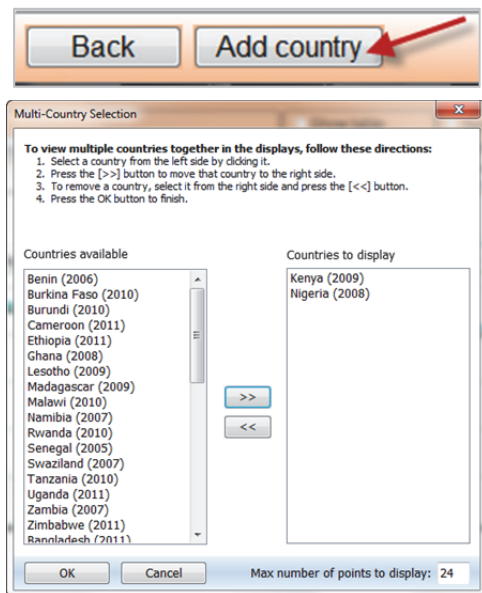 Back Add country
Multi-Country Selection
x
To view multiple countries together in the displays, follow these directions:
1. Select a country from the left side by clicking it.
2. Press the [>>] button to move that country to the right side.
3. To remove a country, select it from the right side and press the [<<] button.
4. Press the OK button to finish.
Countries available
Benin (2006)
Burkina Faso (2010)
Burundi (2010)
Cameroon (2011)
Ethiopia (2011)
Ghana (2008)
Lesotho (2009)
Madagascar (2009)
Malawi (2010)
Namibia (2007)
Rwanda (2010)
Senegal (2005)
Swaziland (2007)
Tanzania (2010)
Uganda (2011)
Zambia (2007)
Zimbabwe (2011)
Bangladesh (2011)
>>
<<
Countries to display
Kenya (2009)
Nigeria (2008)
OK Cancel Max number of points to display: 24